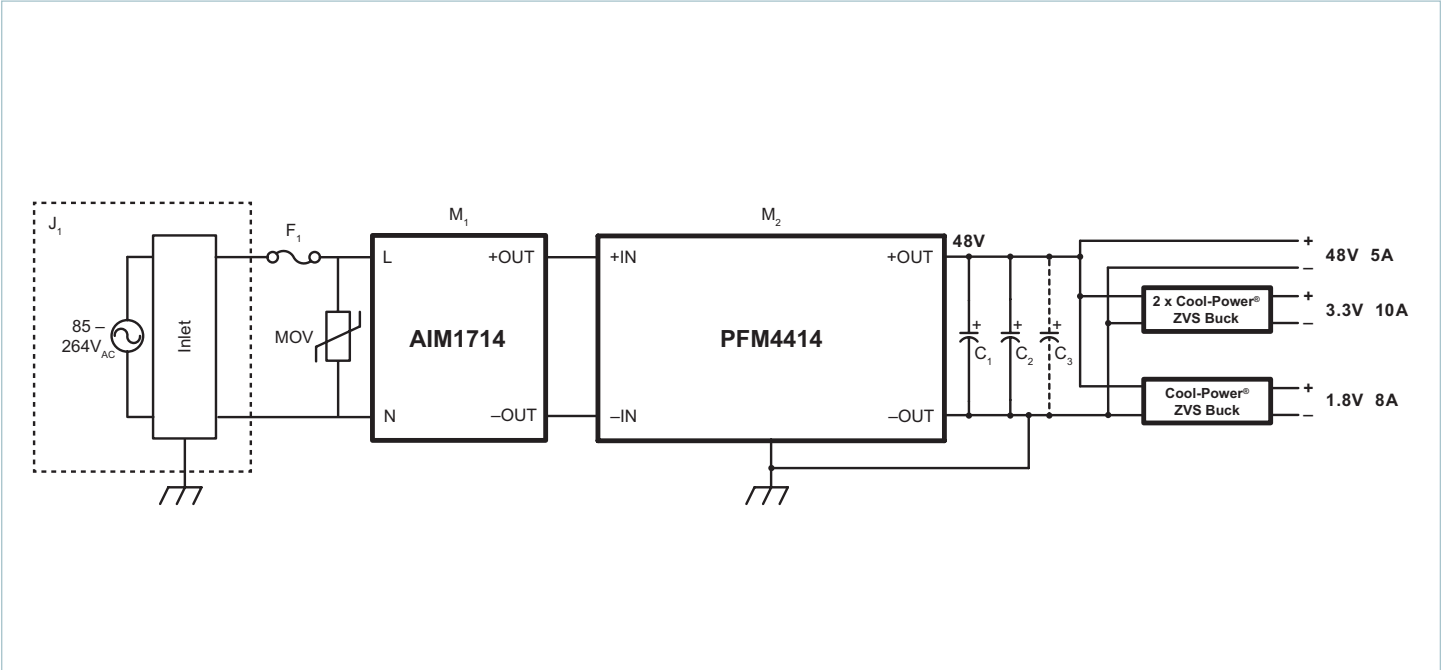 J1
85 –
264VAC
Inlet
F1
MOV
M1
L
+OUT
AIM1714
N
–OUT
M2
+IN
+OUT
PFM4414
–IN
–OUT
48V
+
C1
+
C2
+
C3
+
48V 5A
–
2 x Cool-Power®
ZVS Buck
+
3.3V 10A
–
Cool-Power®
ZVS Buck
+
1.8V 8A
–